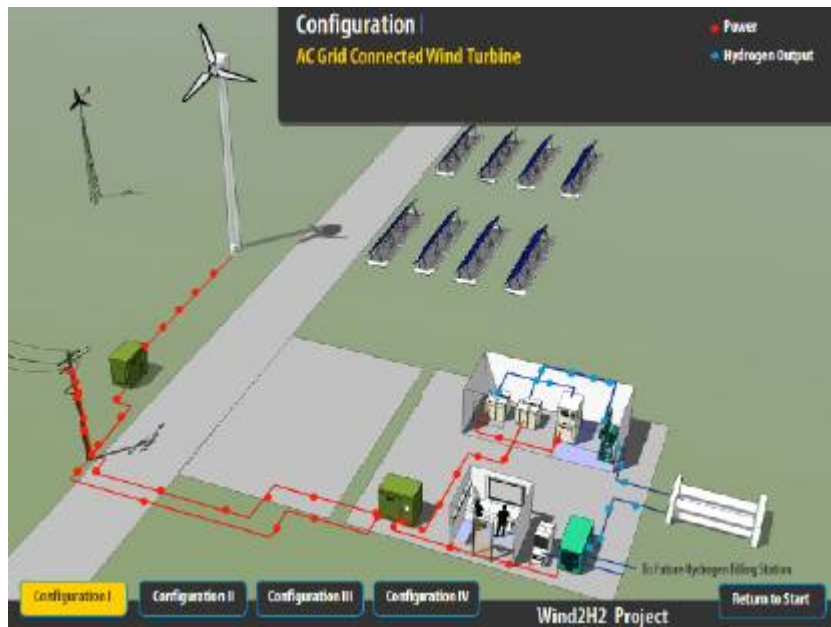 Configuration I
Power
AC Grid Connected Wind Turbine
Hydrogen Output
To Future Hydrogen Filling Station
Configuration I
Configuration II
Configuration III
Configuration IV
Wind2H2 Project
Return to Start